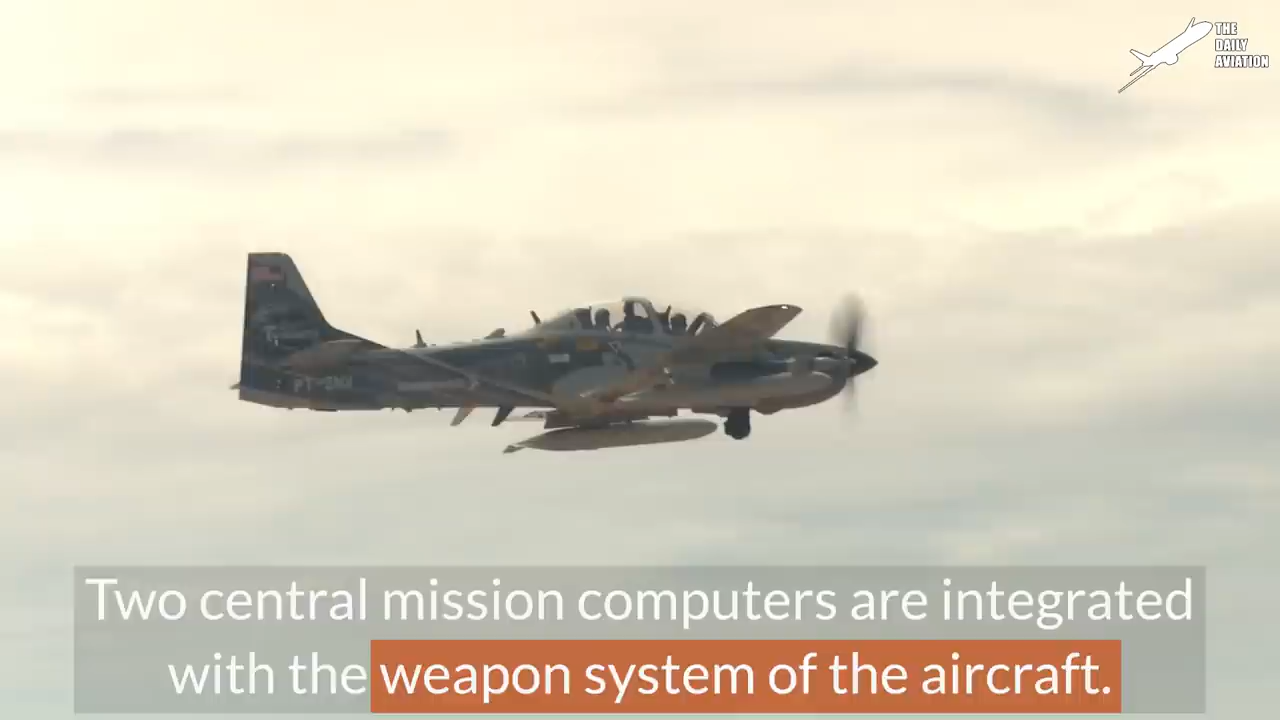 THE
DAILY
AVIATION
Two central mission computers are integrated
with the weapon system of the aircraft.